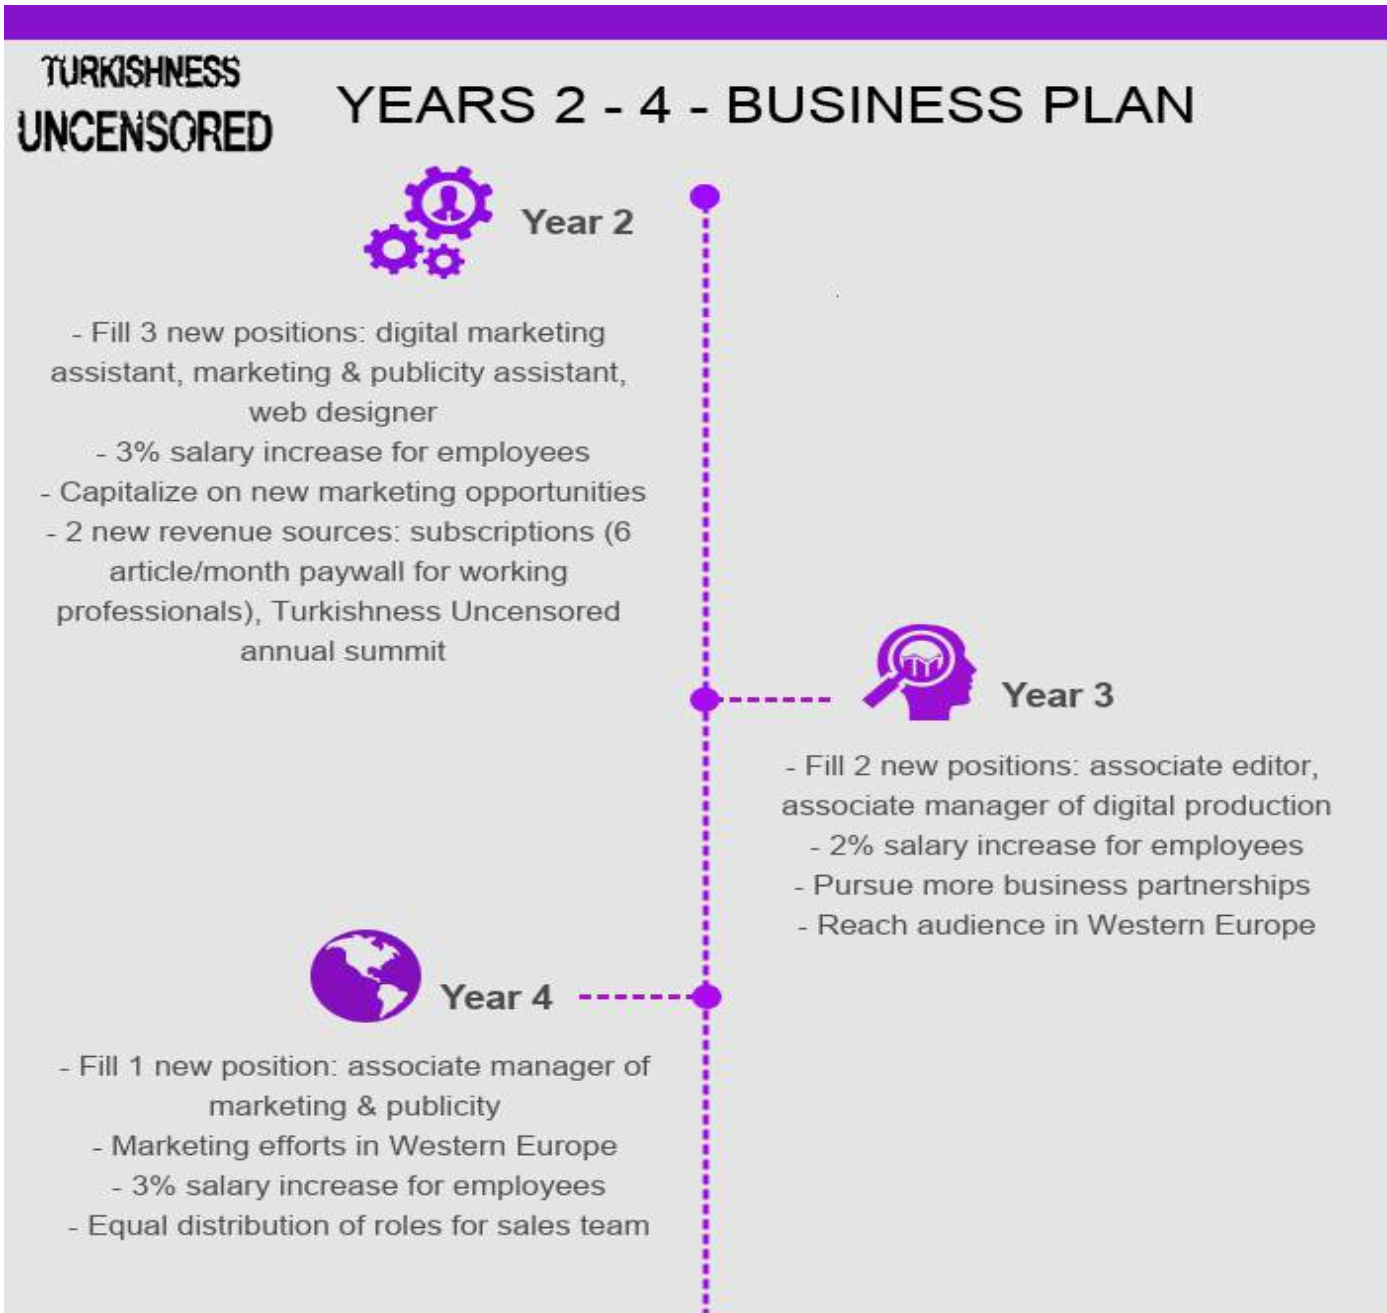 TURKISHNESS
UNCENSORED
YEARS 2 - 4 - BUSINESS PLAN
Year 2
- Fill 3 new positions: digital marketing
assistant, marketing & publicity assistant,
web designer
- 3% salary increase for employees
- Capitalize on new marketing opportunities
- 2 new revenue sources: subscriptions (6
article/month paywall for working
professionals), Turkishness Uncensored
annual summit
Year 3
- Fill 2 new positions: associate editor,
associate manager of digital production
- 2% salary increase for employees
- Pursue more business partnerships
- Reach audience in Western Europe
Year 4
- Fill 1 new position: associate manager of
marketing & publicity
- Marketing efforts in Western Europe
- 3% salary increase for employees
- Equal distribution of roles for sales team